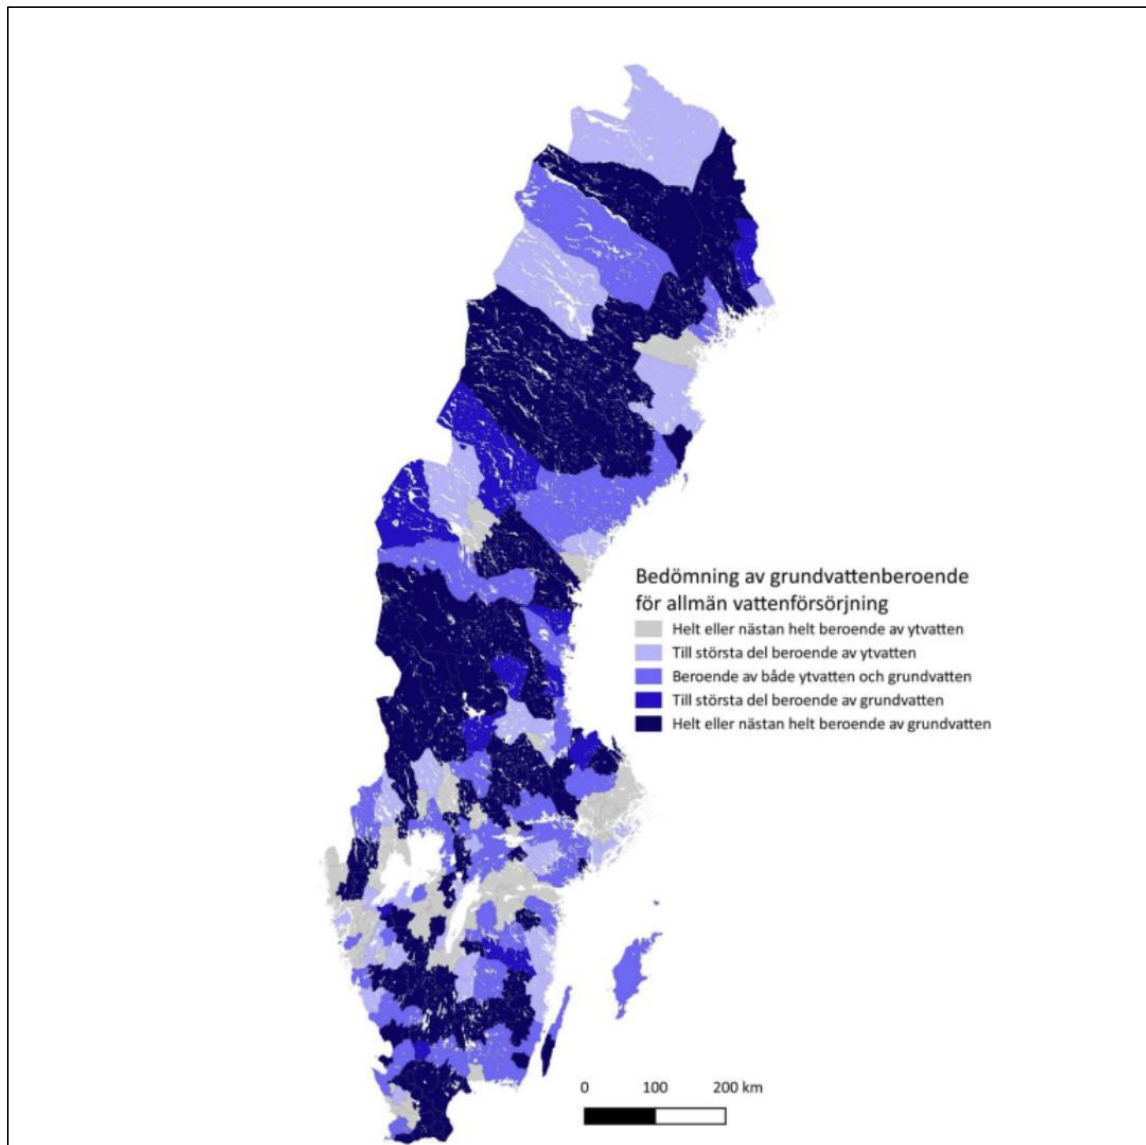 Bedömning av grundvattenberoende
för allmän vattenförsörjning
Helt eller nästan helt beroende av ytvatten
Till största del beroende av ytvatten
Beroende av både ytvatten och grundvatten
Till största del beroende av grundvatten
Helt eller nästan helt beroende av grundvatten
0 100 200 km